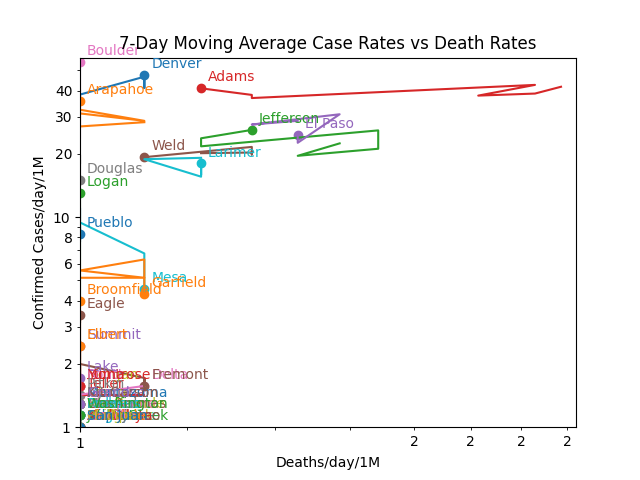 7-Day Moving Average Case Rates vs Death Rates
Boulder
Denver
Adams
Arapahoe
Jefferson
El Paso
Weld
Larimer
Douglas
Logan
Pueblo
Mesa
Garfield
Broomfield
Eagle
Summit
Lake
Montrose
Fremont
Delta
Teller
40
30
20
10
8
6
4
3
2
1
Confirmed Cases/day/1M
1
2
2
2
2
Deaths/day/1M